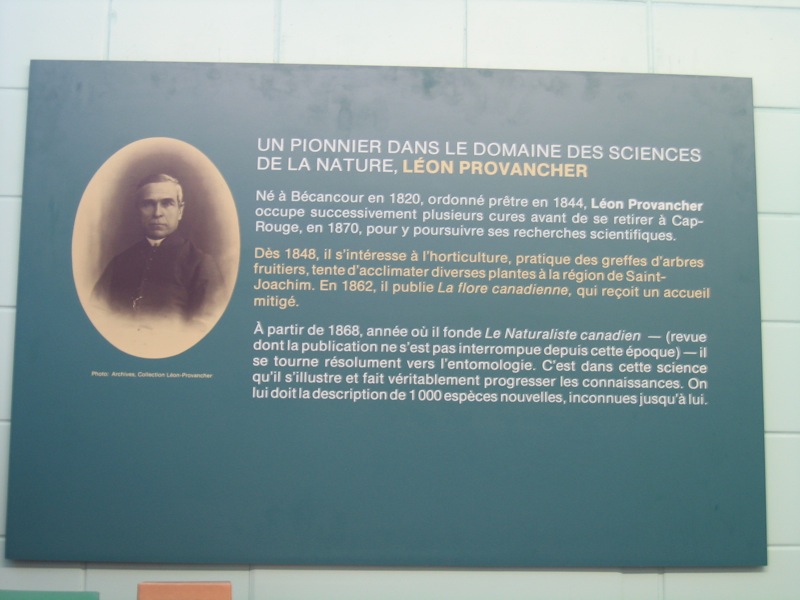 UN PIONNIER DANS LE DOMAINE DES SCIENCES
DE LA NATURE, LÉON PROVANCHER
Né à Bécancour en 1820, ordonné prêtre en 1844, Léon Provancher
occupe successivement plusieurs cures avant de se retirer à Cap-
Rouge, en 1870, pour y poursuivre ses recherches scientifiques.
Dès 1848, il s'intéresse à l'horticulture, pratique des greffes d'arbres
fruitiers, tente d'acclimater diverses plantes à la région de Saint-
Joachim. En 1862, il publie La flore canadienne, qui reçoit un accueil
mitigé.
À partir de 1868, année où il fonde Le Naturaliste canadien — (revue
dont la publication ne s'est pas interrompue depuis cette époque) — il
se tourne résolument vers l'entomologie. C'est dans cette science
qu'il s'illustre et fait véritablement progresser les connaissances. On
lui doit la description de 1 000 espèces nouvelles, inconnues jusqu'à lui.
Photo: Archives, Collection Léon-Provancher